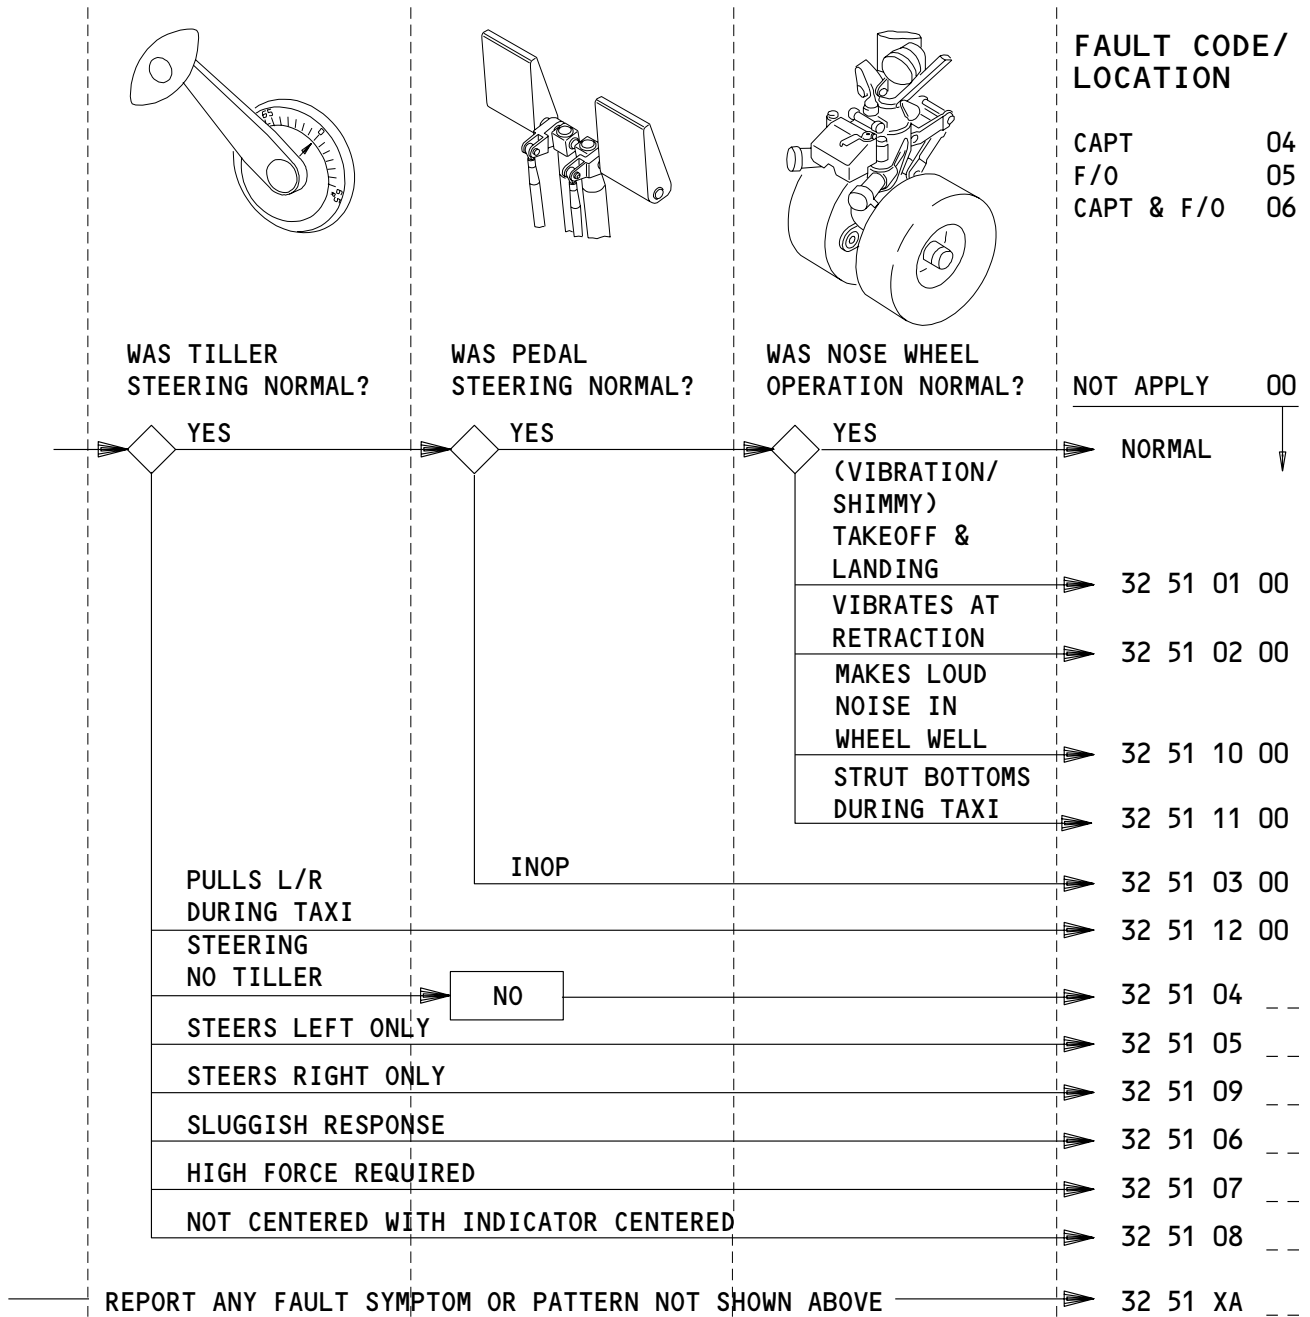 FAULT CODE/
LOCATION
CAPT 04
F/O 05
CAPT & F/O 06
65
0
65
WAS TILLER
STEERING NORMAL?
WAS PEDAL
STEERING NORMAL?
WAS NOSE WHEEL
OPERATION NORMAL?
NOT APPLY 00
YES
YES
YES
NORMAL
(VIBRATION/
SHIMMY)
TAKEOFF &
LANDING
32 51 01 00
VIBRATES AT
RETRACTION
32 51 02 00
MAKES LOUD
NOISE IN
WHEEL WELL
32 51 10 00
STRUT BOTTOMS
DURING TAXI
32 51 11 00
INOP
32 51 03 00
PULLS L/R
DURING TAXI
32 51 12 00
STEERING
NO TILLER
NO
32 51 04 _ _
STEERS LEFT ONLY
32 51 05 _ _
STEERS RIGHT ONLY
32 51 09 _ _
SLUGGISH RESPONSE
32 51 06 _ _
HIGH FORCE REQUIRED
32 51 07 _ _
NOT CENTERED WITH INDICATOR CENTERED
32 51 08 _ _
REPORT ANY FAULT SYMPTOM OR PATTERN NOT SHOWN ABOVE
32 51 XA _ _